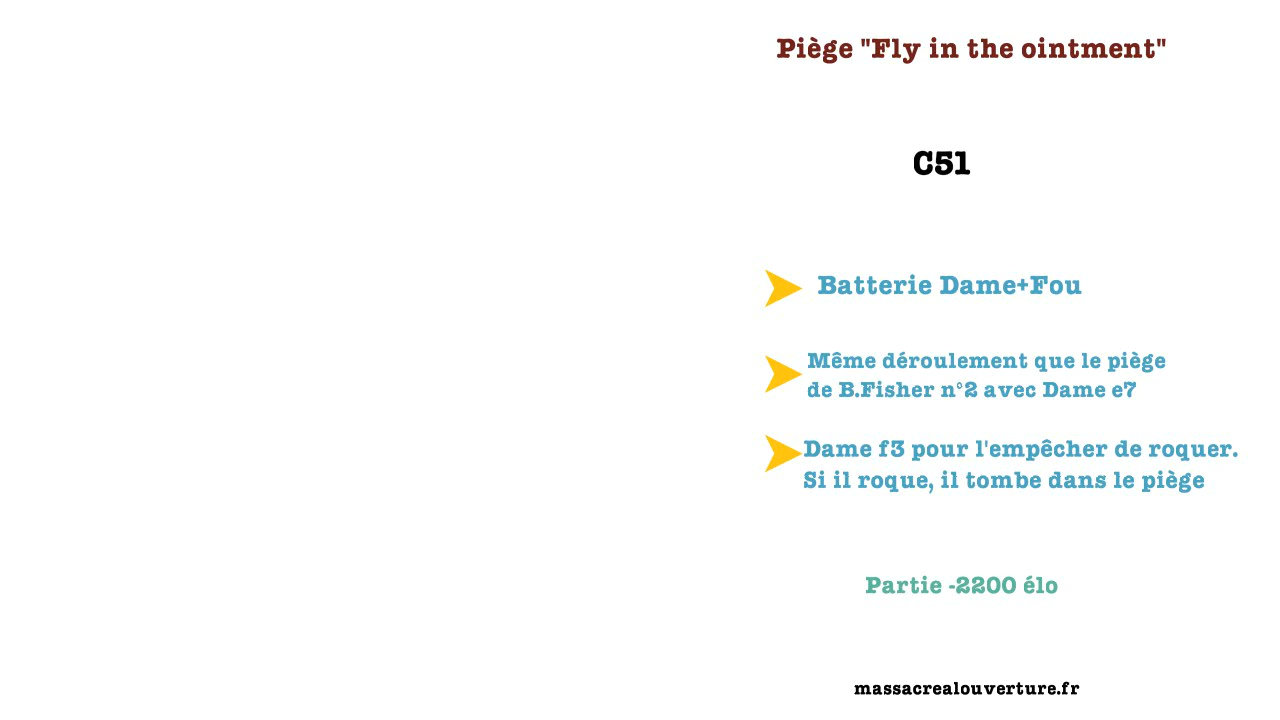 Piège "Fly in the ointment"
C51
Batterie Dame+Fou
Même déroulement que le piège
de B.Fisher n°2 avec Dame e7
Dame f3 pour l'empêcher de roquer.
Si il roque, il tombe dans le piège
Partie -2200 élo
massacrealouverture.fr